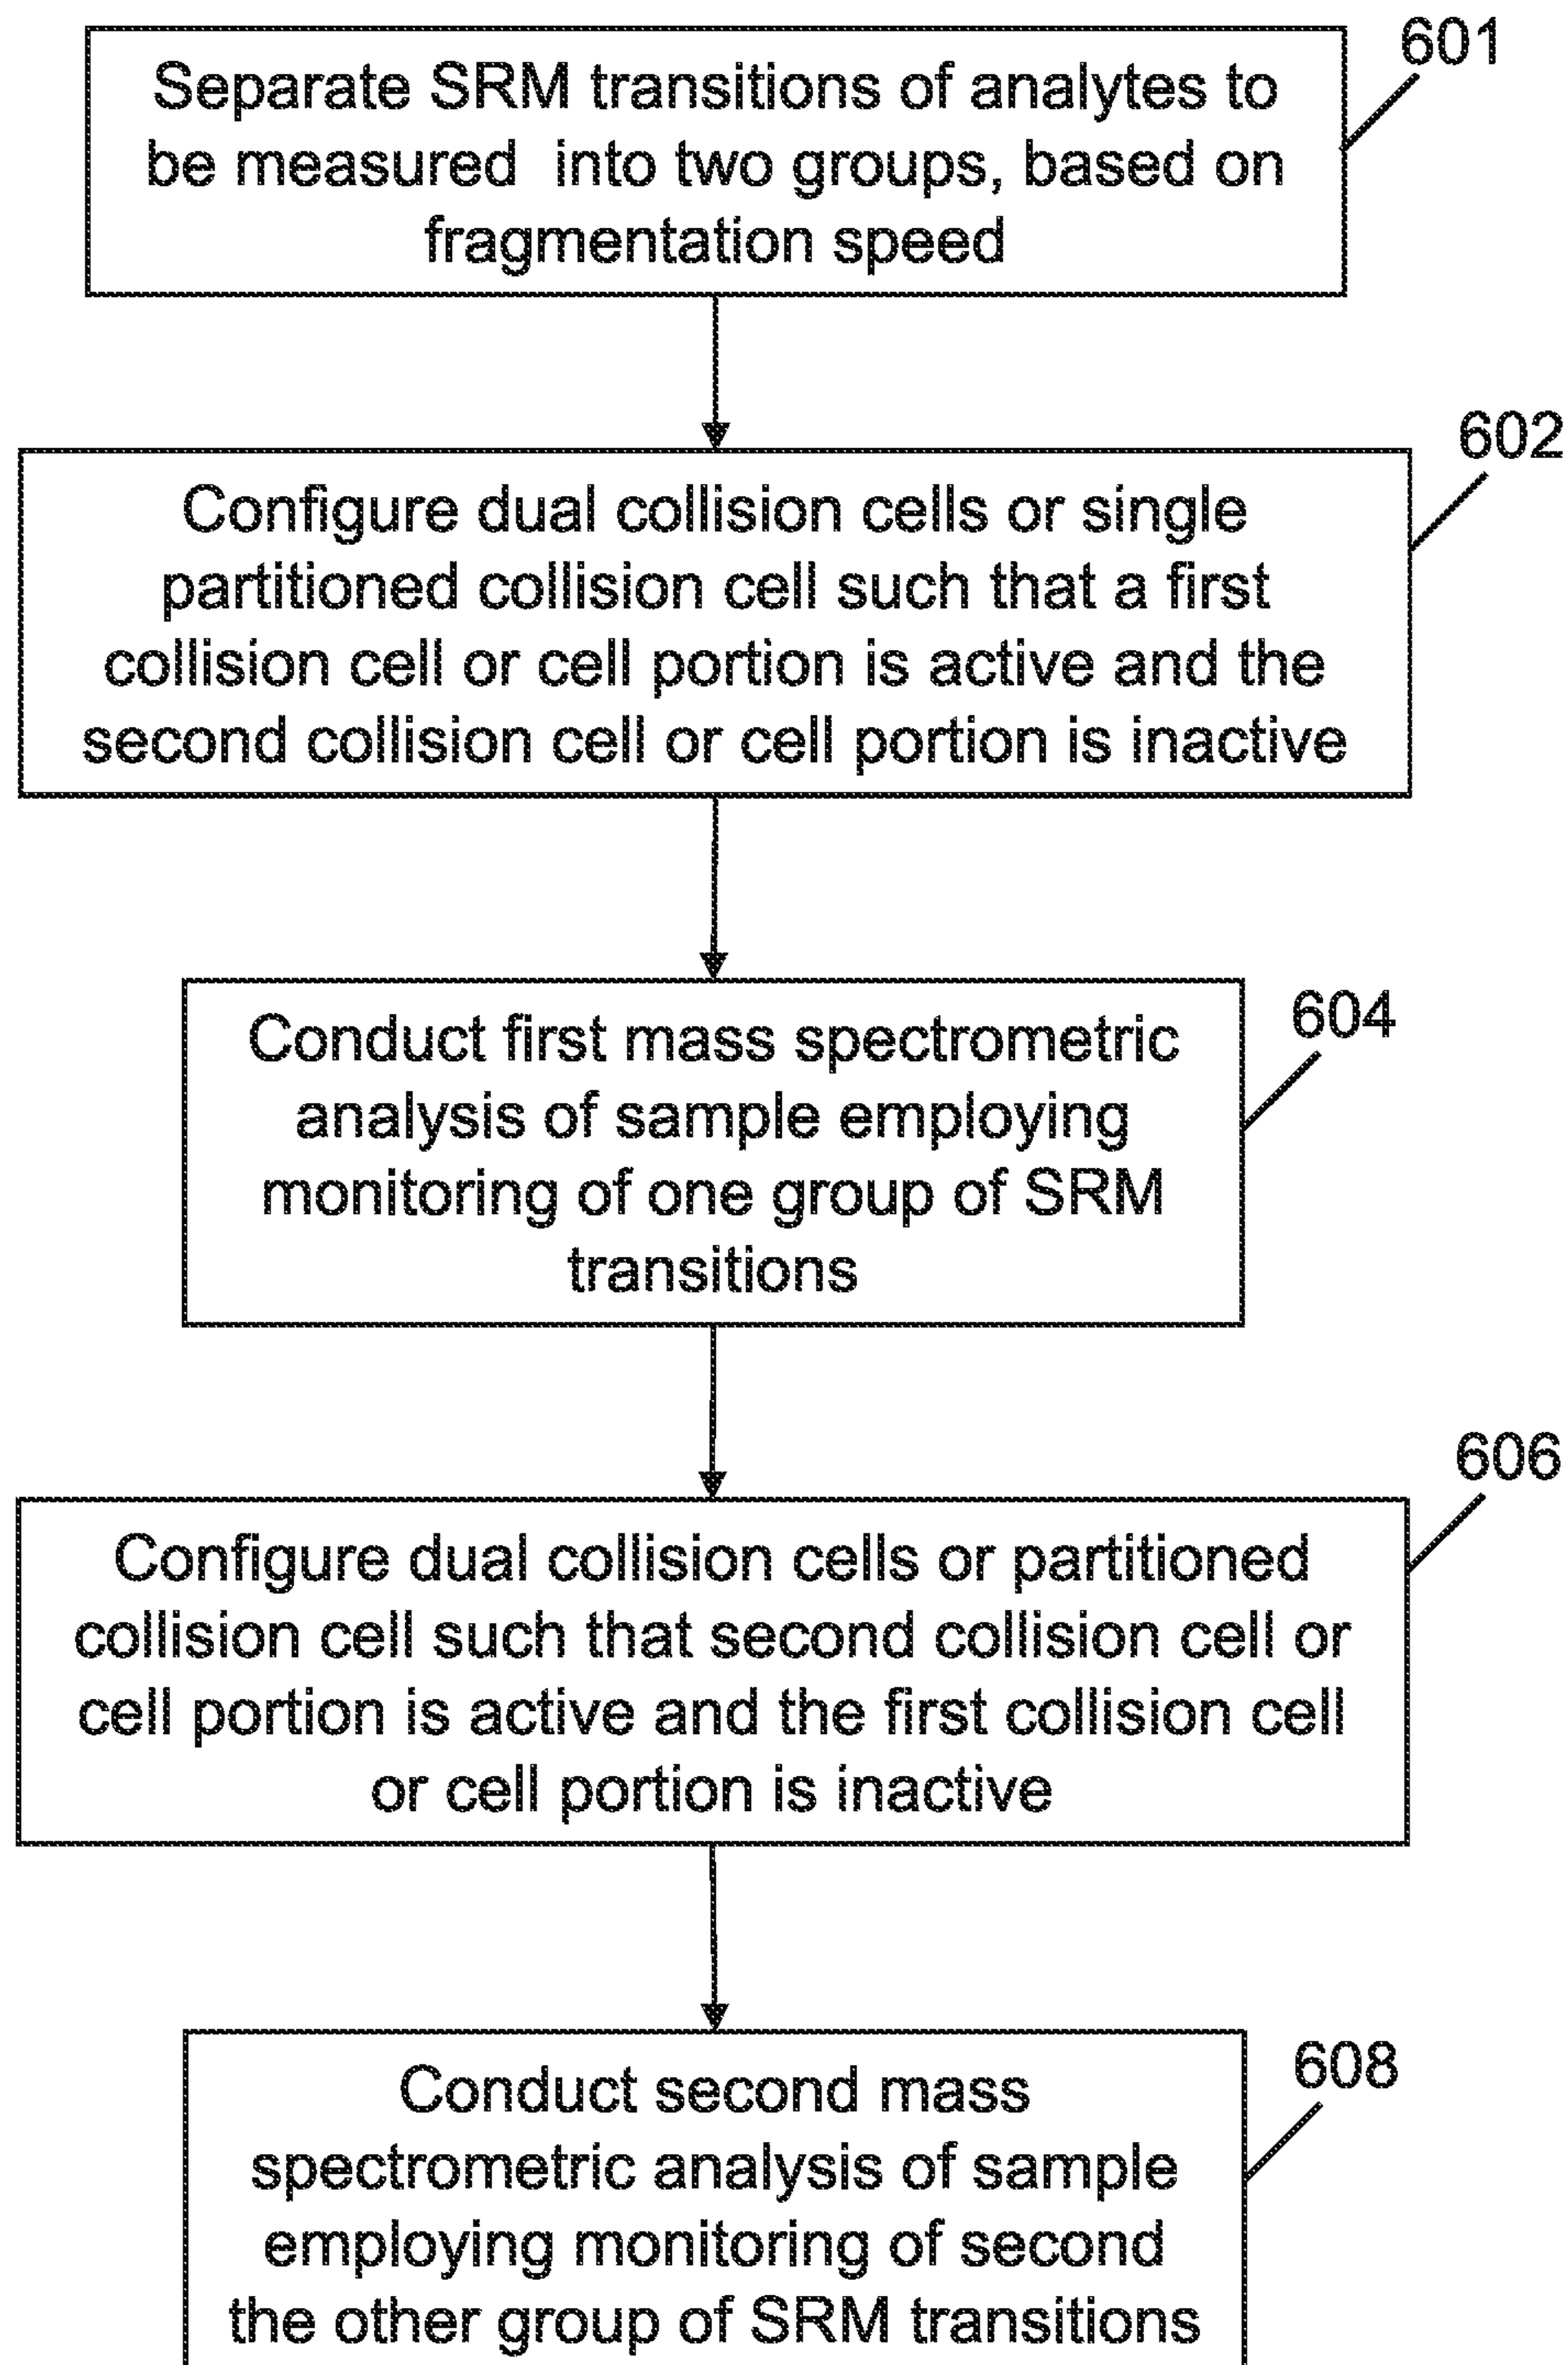 601
Separate SRM transitions of analytes to
be measured into two groups, based on
fragmentation speed
602
Configure dual collision cells or single
partitioned collision cell such that a first
collision cell or cell portion is active and the
second collision cell or cell portion is inactive
604
Conduct first mass spectrometric
analysis of sample employing
monitoring of one group of SRM
transitions
606
Configure dual collision cells or partitioned
collision cell such that second collision cell or
cell portion is active and the first collision cell
or cell portion is inactive
608
Conduct second mass
spectrometric analysis of sample
employing monitoring of second
the other group of SRM transitions